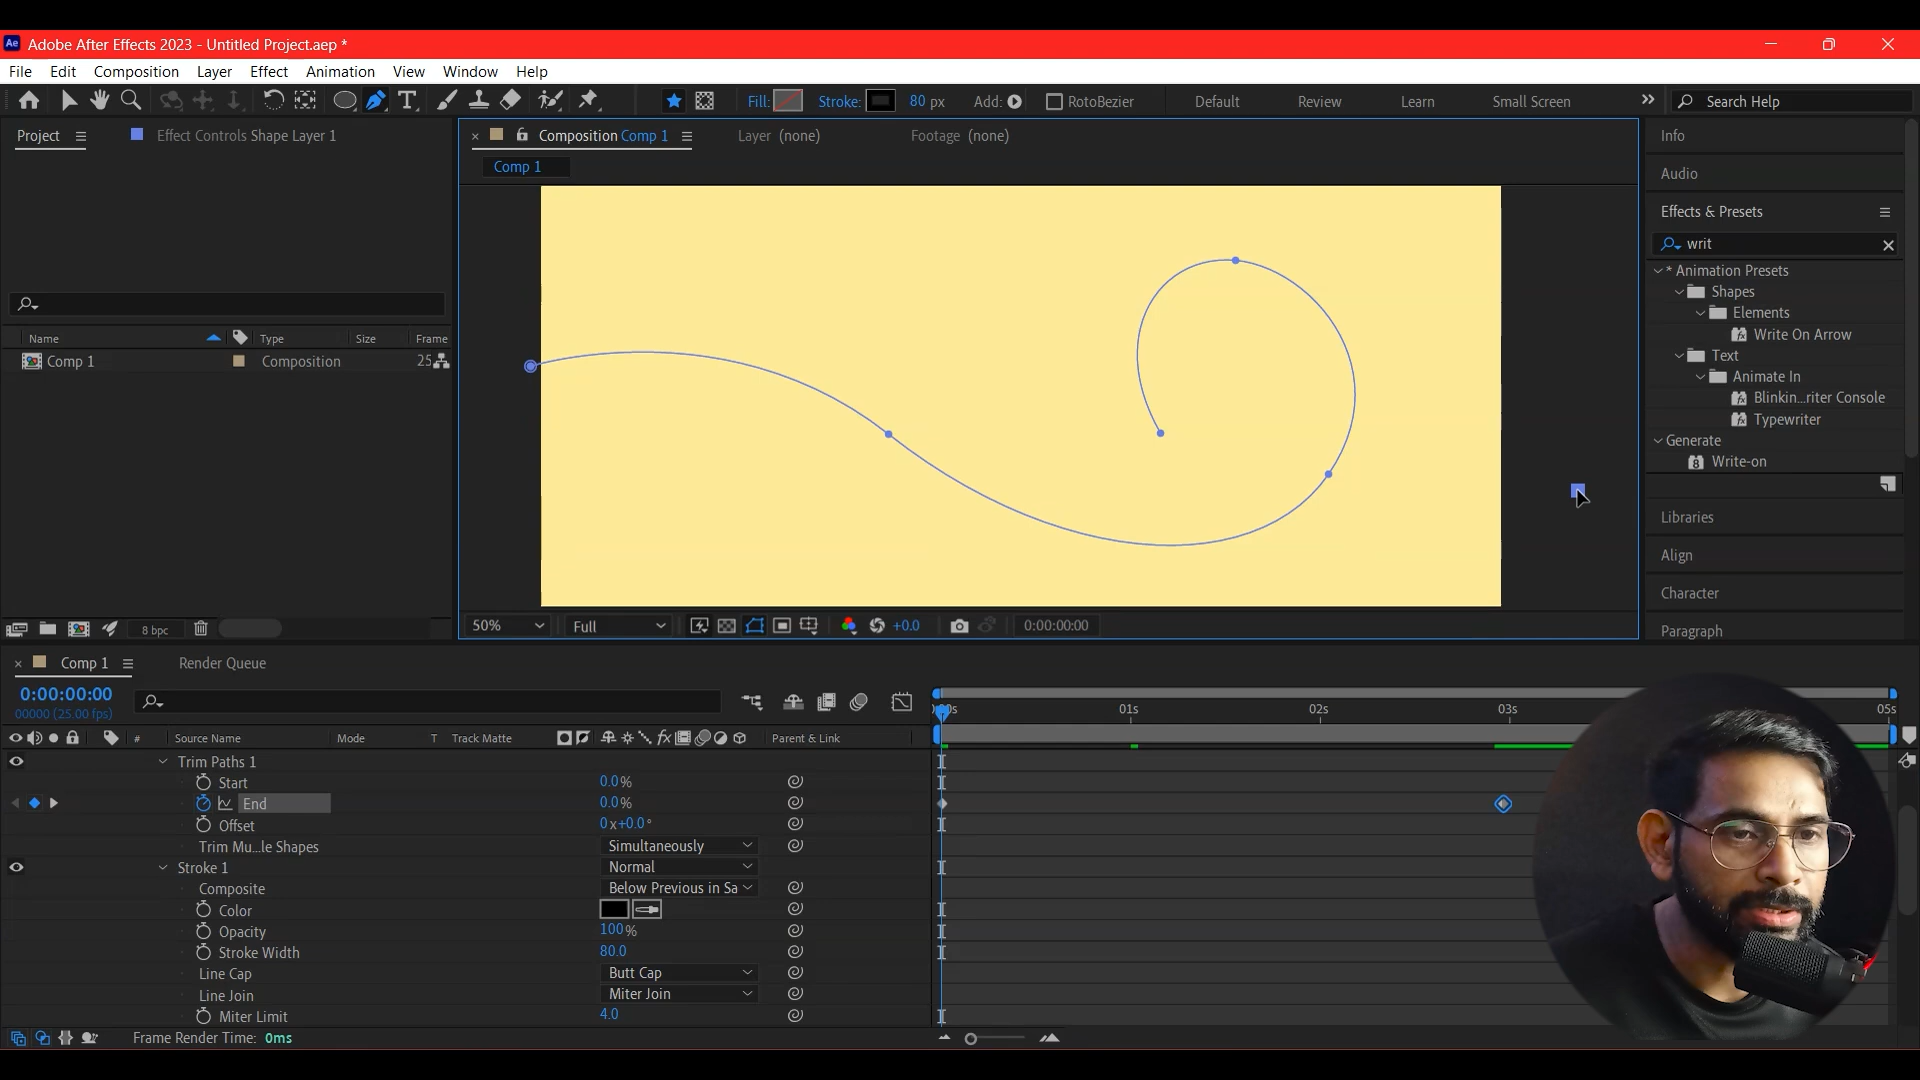 Ae Adobe After Effects 2023 - Untitled Project.aep *
File Edit Composition Layer Effect Animation View Window Help
Fill: Stroke: 80 px Add: RotoBezier Default Review Learn Small Screen Search Help
Project Effect Controls Shape Layer 1
Composition Comp 1 Layer (none) Footage (none)
Comp 1
Name Type Size Frame
Comp 1 Composition 25
8 bpc
50% Full +0.0 0:00:00:00
Info
Audio
Effects & Presets
writ
* Animation Presets
Shapes
Elements
Write On Arrow
Text
Animate In
Blinkin...riter Console
Typewriter
Generate
Write-on
Libraries
Align
Character
Paragraph
Comp 1 Render Queue
0:00:00:00
00000 (25.00 fps)
01s 02s 03s 05s
# Source Name Mode T Track Matte Parent & Link
Trim Paths 1
Start 0.0%
End 0.0%
Offset 0x+0.0°
Trim Mu...le Shapes Simultaneously
Stroke 1 Normal
Composite Below Previous in Sa
Color
Opacity 100%
Stroke Width 80.0
Line Cap Butt Cap
Line Join Miter Join
Miter Limit 4.0
Frame Render Time: 0ms